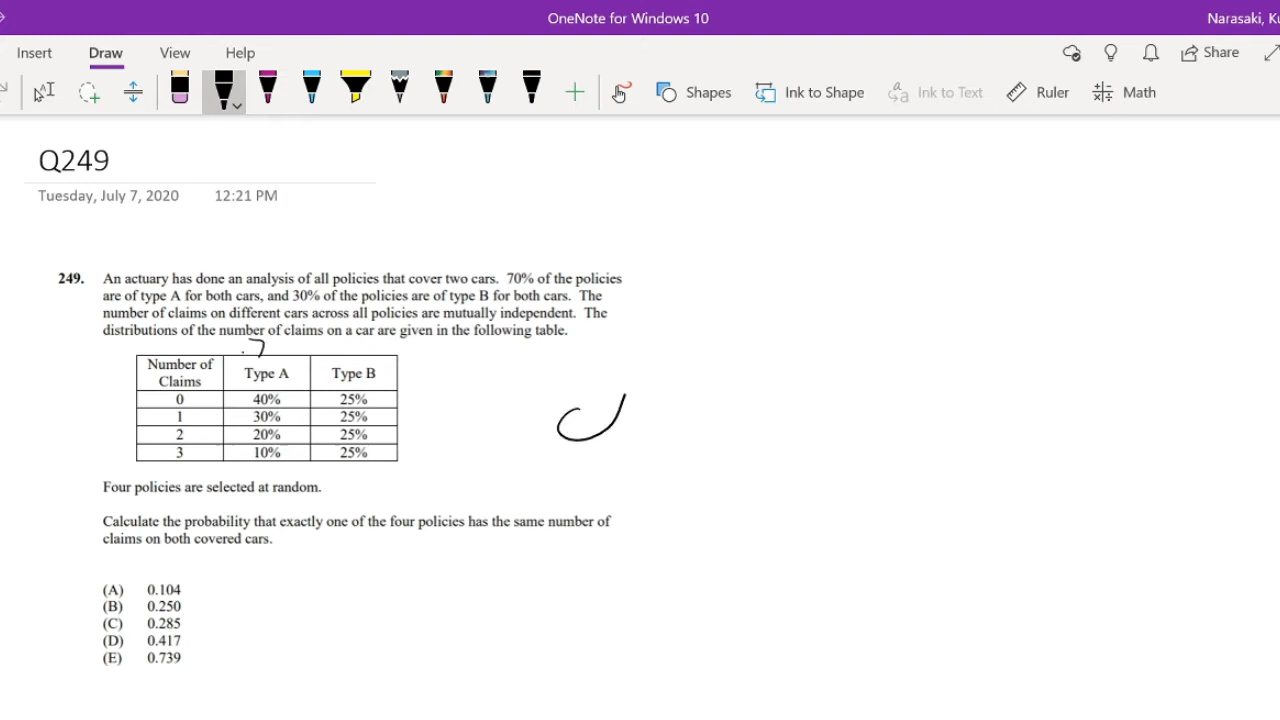 OneNote for Windows 10
Narasaki, Ku
Insert Draw View Help
Share
Shapes Ink to Shape Ink to Text Ruler Math
Q249
Tuesday, July 7, 2020 12:21 PM
249. An actuary has done an analysis of all policies that cover two cars. 70% of the policies
are of type A for both cars, and 30% of the policies are of type B for both cars. The
number of claims on different cars across all policies are mutually independent. The
distributions of the number of claims on a car are given in the following table.
.7
Number of
Claims Type A Type B
0 40% 25%
1 30% 25%
2 20% 25%
3 10% 25%
Four policies are selected at random.
Calculate the probability that exactly one of the four policies has the same number of
claims on both covered cars.
(A) 0.104
(B) 0.250
(C) 0.285
(D) 0.417
(E) 0.739